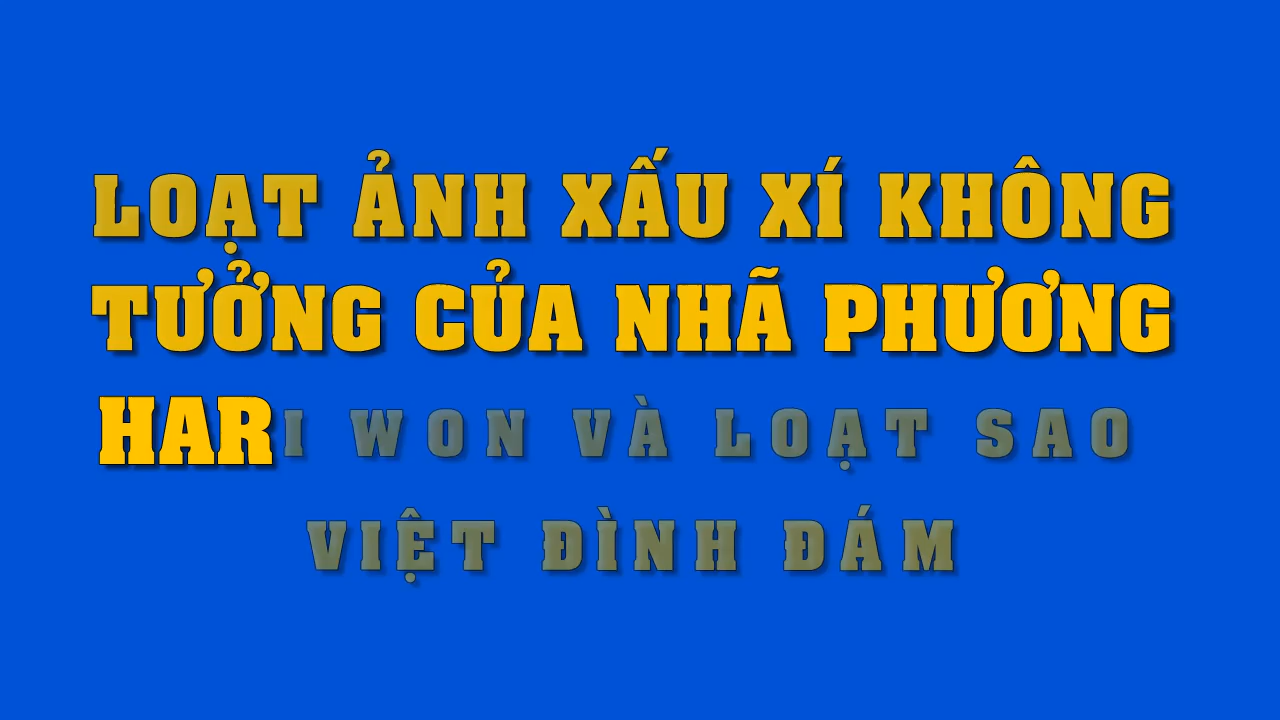 LOẠT ẢNH XẤU XÍ KHÔNG
TƯỞNG CỦA NHÃ PHƯƠNG
HARI WON VÀ LOẠT SAO
VIỆT ĐÌNH ĐÁM